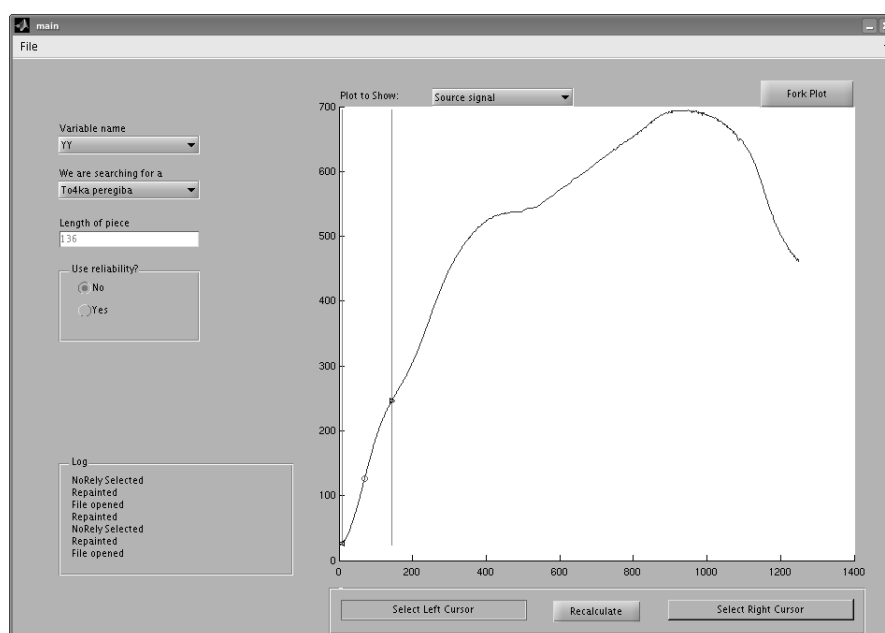 main
File
Plot to Show:
Source signal
Fork Plot
Variable name
YY
We are searching for a
To4ka peregiba
Length of piece
136
Use reliability?
No
Yes
Log
NoRely Selected
Repainted
File opened
Repainted
NoRely Selected
Repainted
File opened
700
600
500
400
300
200
100
0
0 200 400 600 800 1000 1200 1400
Select Left Cursor
Recalculate
Select Right Cursor